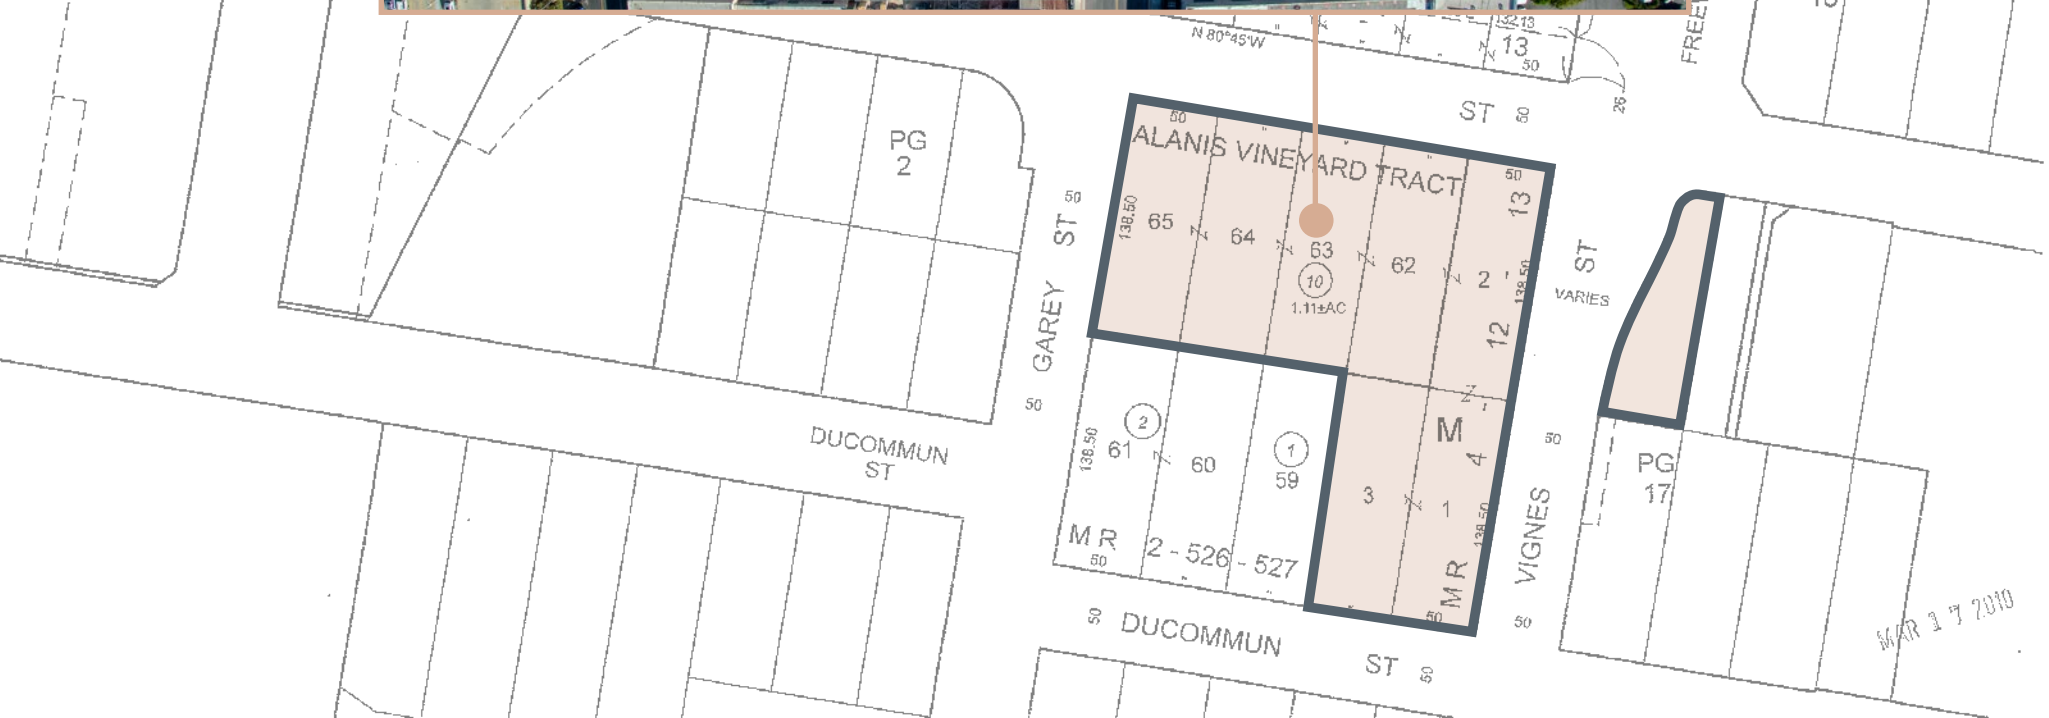 N 80°45'W
132.13
13
50
FREE
26
ST
60
PG
2
50
ALANIS VINEYARD TRACT
50
50
ST
138.50
65
64
63
62
2
13
138.50
12
10
1.11±AC
ST
VARIES
GAREY
50
DUCOMMUN
ST
2
138.50
61
60
1
59
M
4
3
1
138.50
50
PG
17
VIGNES
M R
2 - 526 - 527
50
M R
50
50
50
DUCOMMUN
ST
50
MAR 17 2010